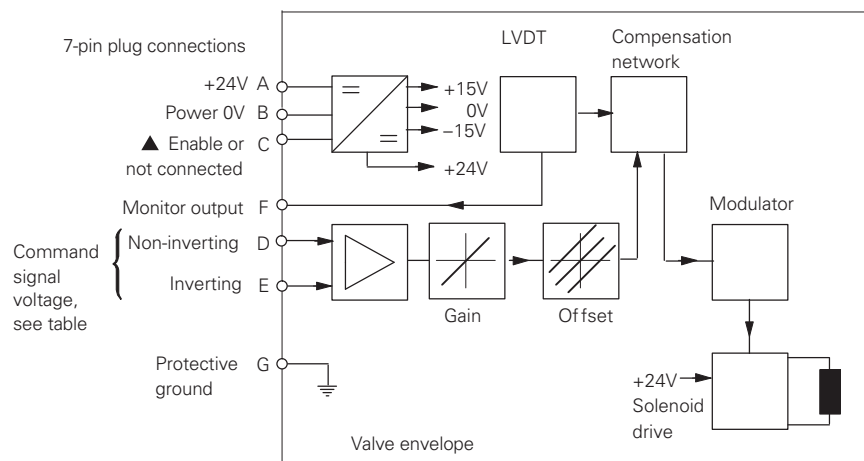 7-pin plug connections
+24V A
Power 0V B
▲ Enable or C
not connected
Monitor output F
Command
signal
voltage,
see table
Non-inverting D
Inverting E
Protective G
ground
+15V
0V
–15V
+24V
LVDT
Compensation
network
Gain
Offset
Modulator
+24V
Solenoid
drive
Valve envelope